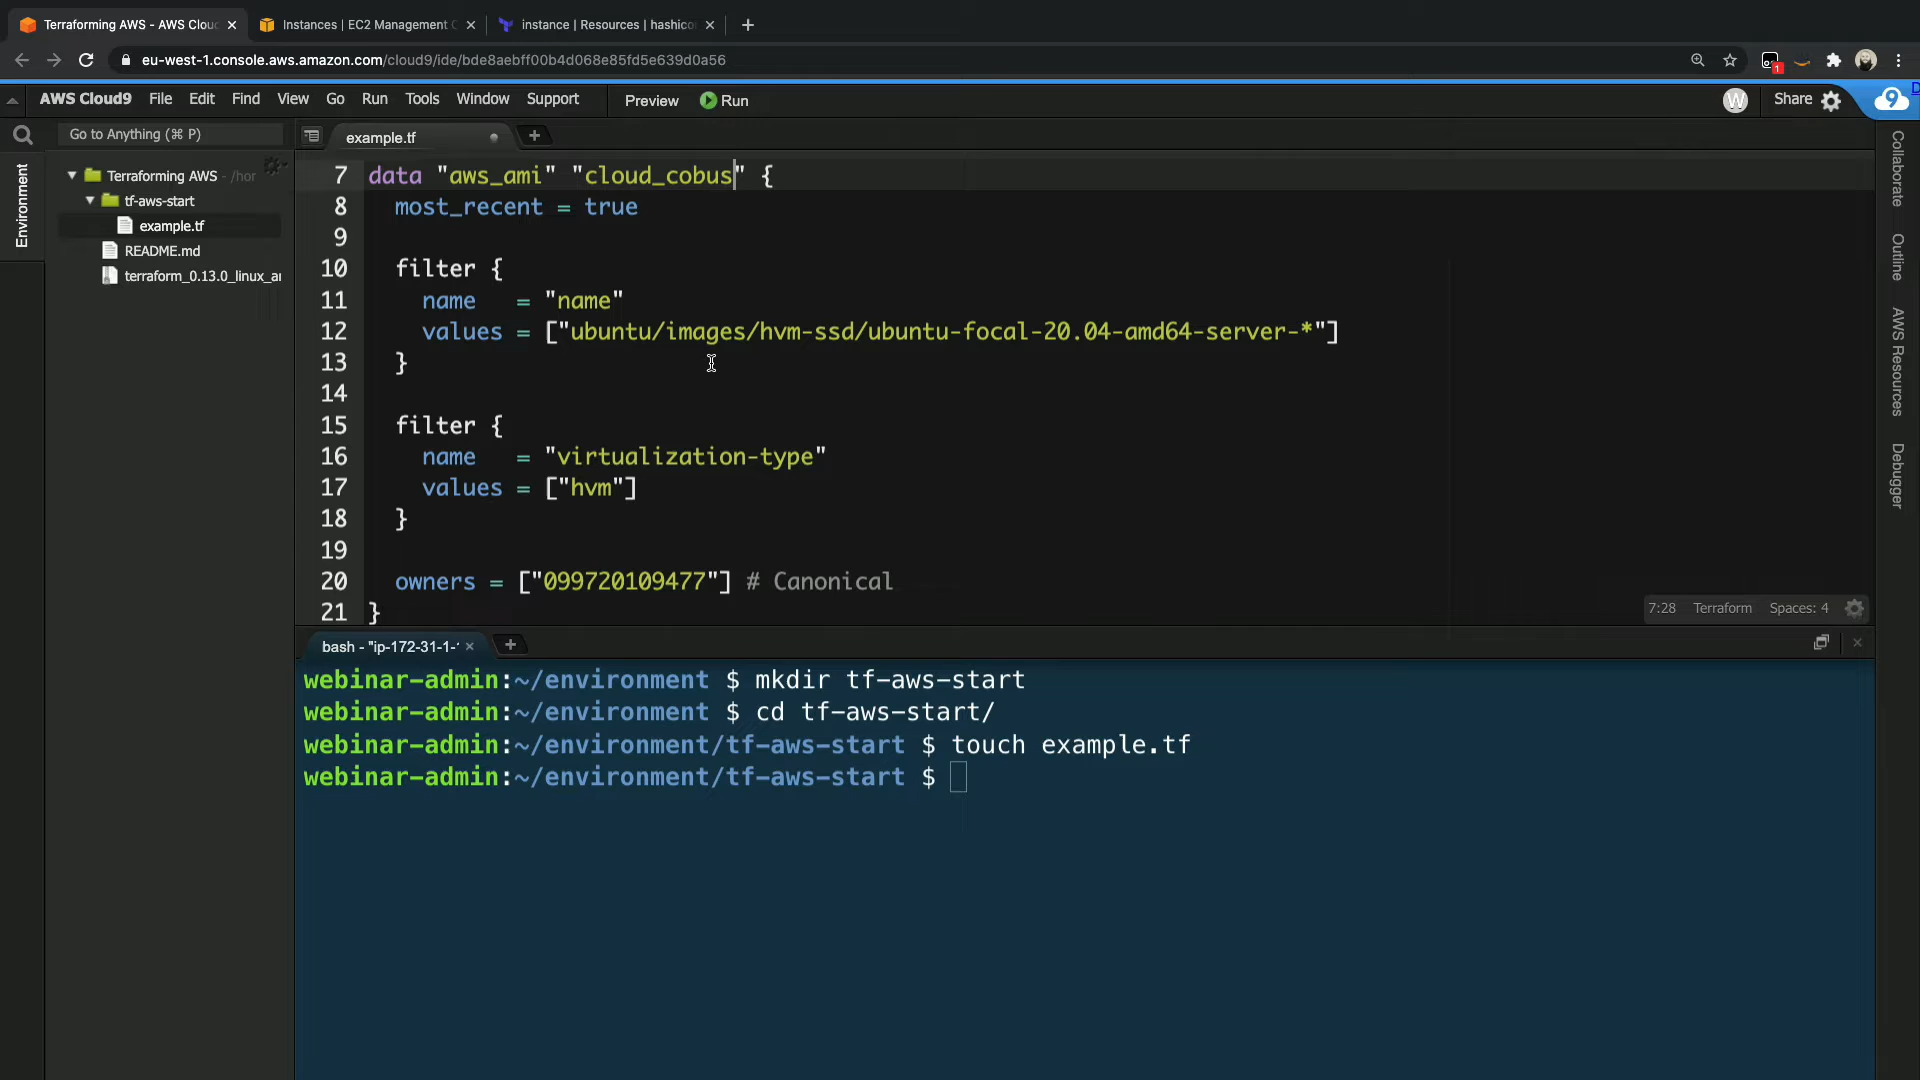 Terraforming AWS - AWS Clou
Instances | EC2 Management C
instance | Resources | hashico
eu-west-1.console.aws.amazon.com/cloud9/ide/bde8aebff00b4d068e85fd5e639d0a56
1
AWS Cloud9 File Edit Find View Go Run Tools Window Support Preview Run
W Share 9
D
Go to Anything (⌘ P)
example.tf
Environment
Terraforming AWS - /hor
tf-aws-start
example.tf
README.md
terraform_0.13.0_linux_ar
7 data "aws_ami" "cloud_cobus" {
8 most_recent = true
9
10 filter {
11 name = "name"
12 values = ["ubuntu/images/hvm-ssd/ubuntu-focal-20.04-amd64-server-*"]
13 }
14
15 filter {
16 name = "virtualization-type"
17 values = ["hvm"]
18 }
19
20 owners = ["099720109477"] # Canonical
21 }
7:28 Terraform Spaces: 4
Collaborate
Outline
AWS Resources
Debugger
bash - "ip-172-31-1-
webinar-admin:~/environment $ mkdir tf-aws-start
webinar-admin:~/environment $ cd tf-aws-start/
webinar-admin:~/environment/tf-aws-start $ touch example.tf
webinar-admin:~/environment/tf-aws-start $